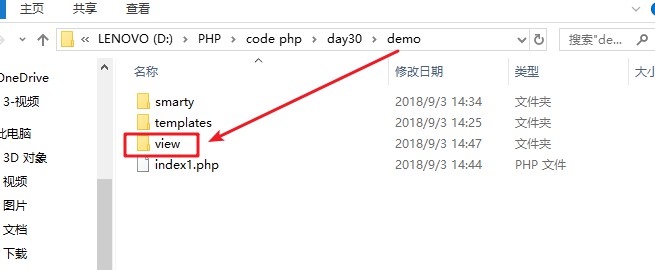 文件 主页 共享 查看
LENOVO (D:) PHP code php day30 demo 搜索"de...
名称 修改日期 类型
OneDrive
3-视频
此电脑
3D 对象
视频
图片
文档
下载
smarty 2018/9/3 14:34 文件夹
templates 2018/9/3 14:25 文件夹
view 2018/9/3 14:47 文件夹
index1.php 2018/9/3 14:44 PHP 文件